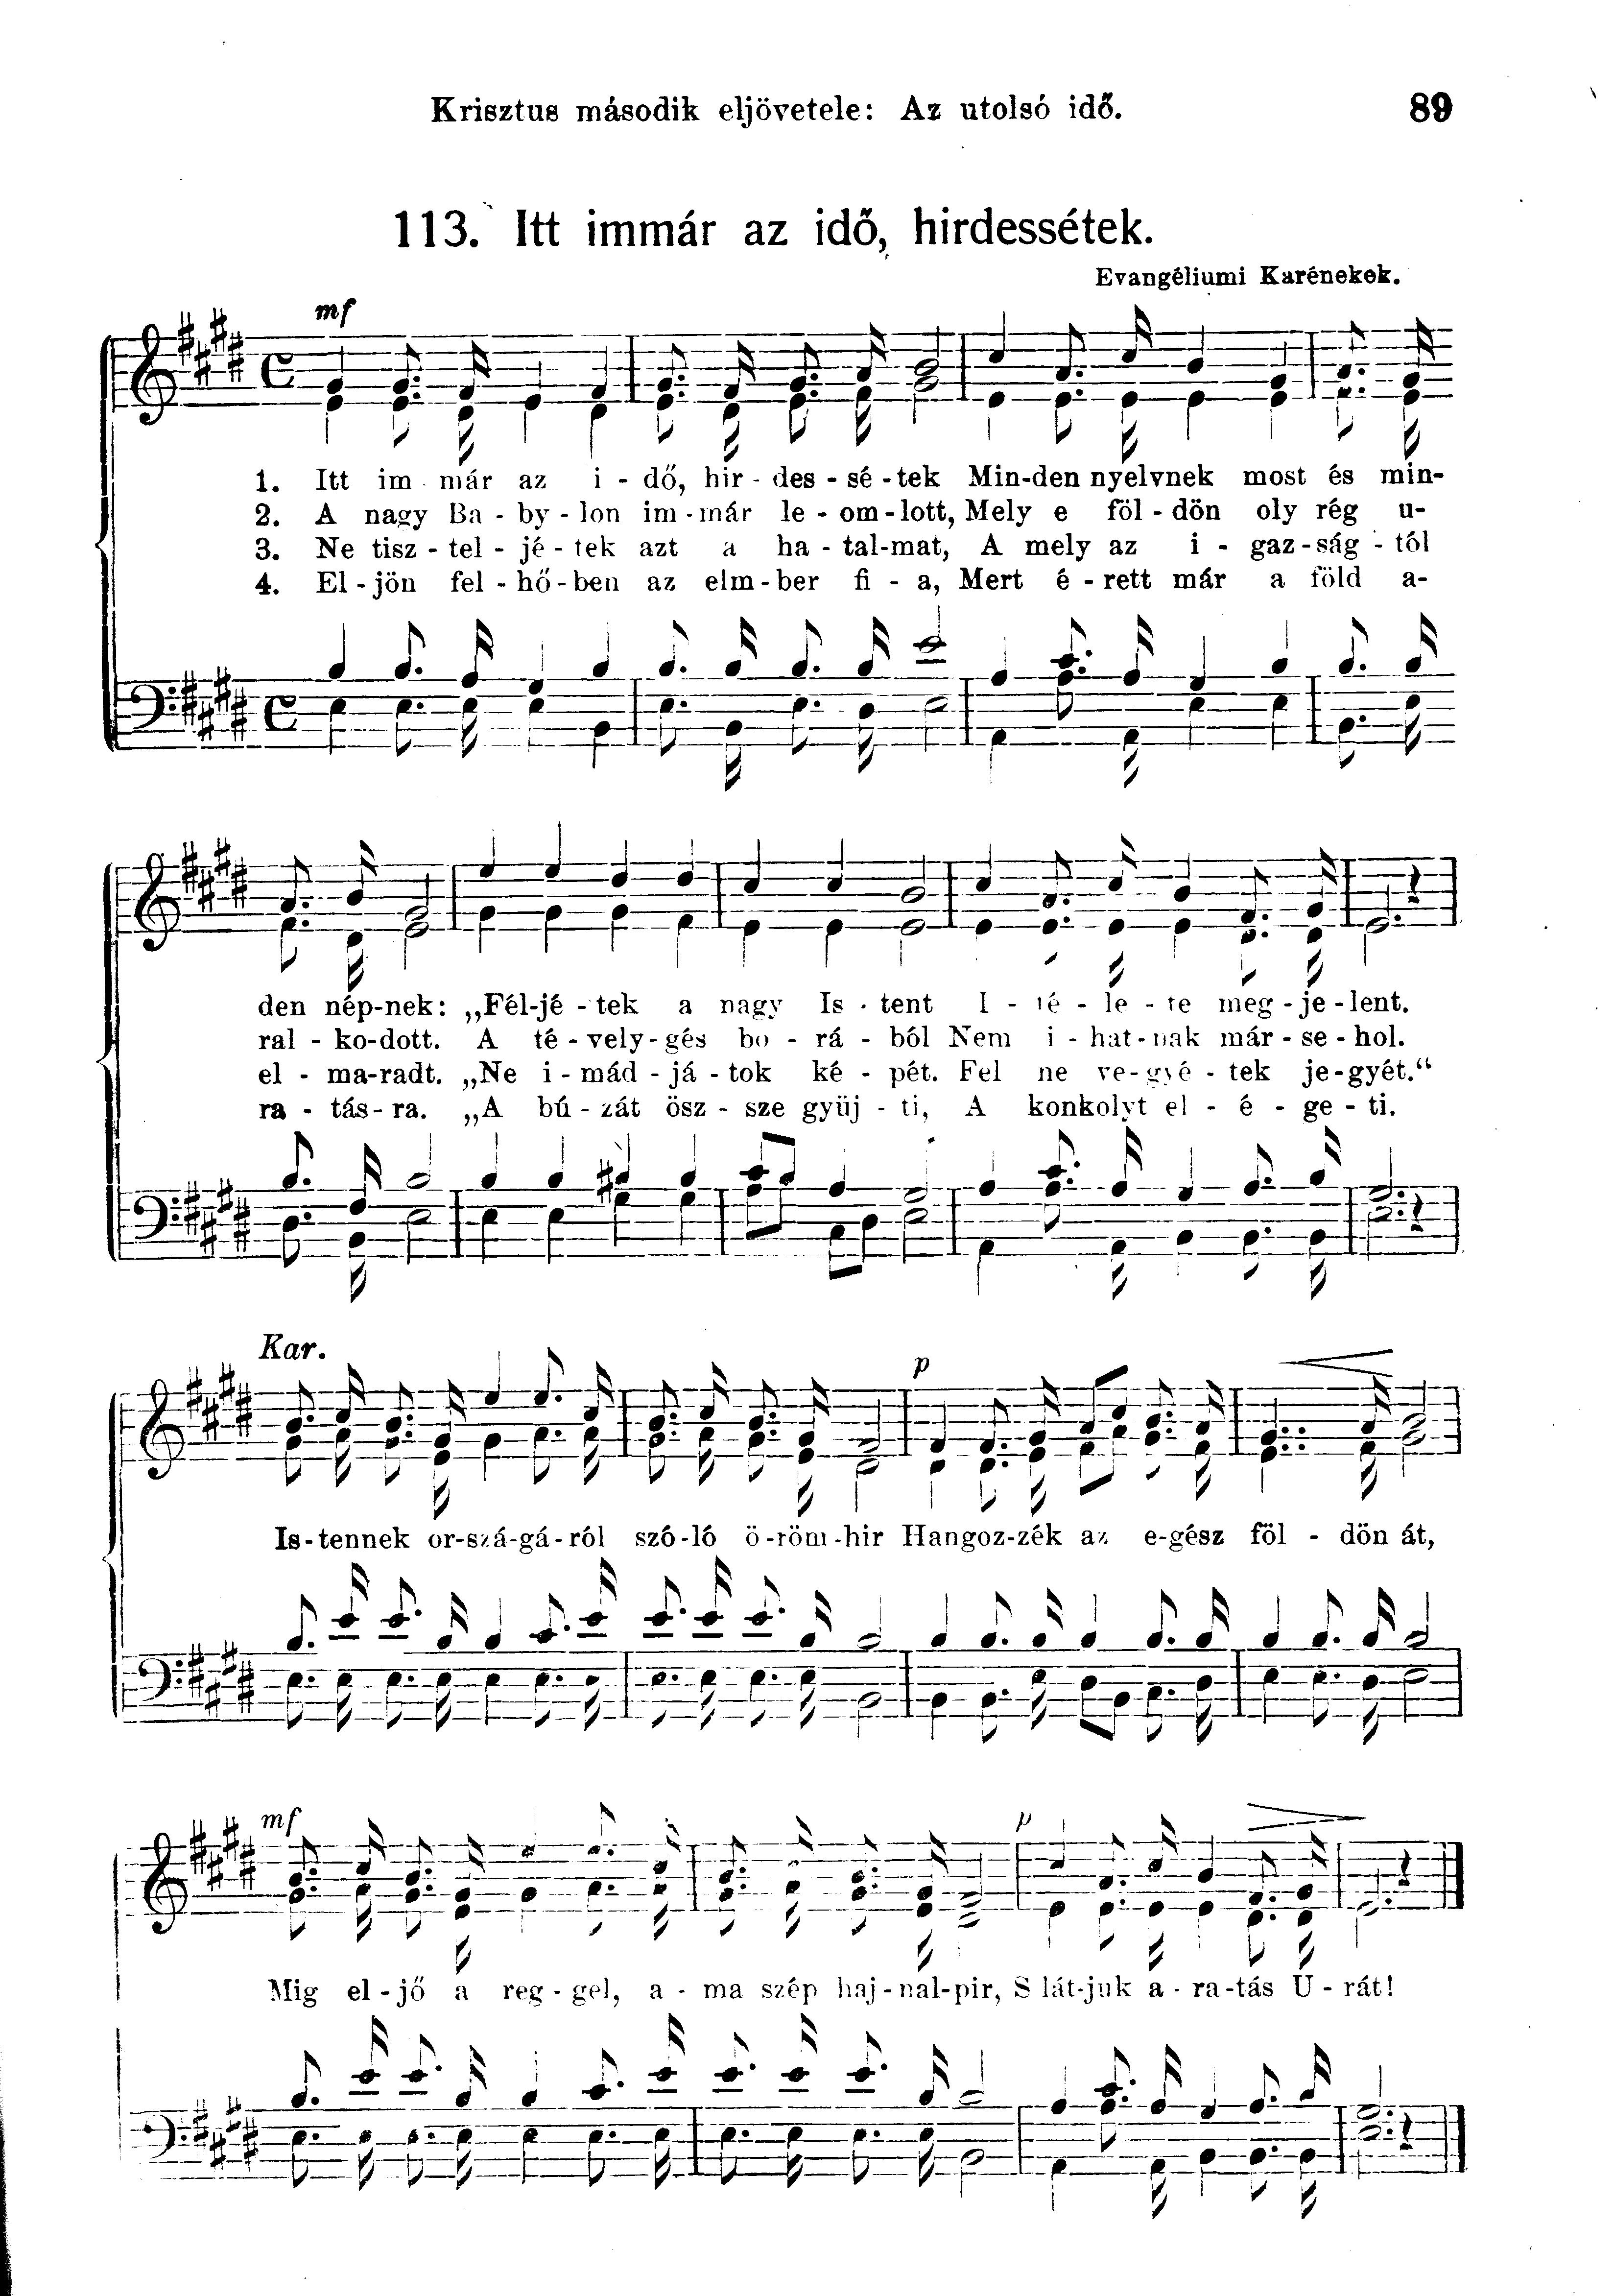 Krisztus második eljövetele: Az utolsó idő. 89
113. Itt immár az idő, hirdessétek.
Evangéliumi Karénekek.
mf
1. Itt im-már az i-dő, hir-des-sé-tek Min-den nyelvnek most és min-
2. A nagy Ba-by-lon im-már le-om-lott, Mely e föl-dön oly rég u-
3. Ne tisz-tel-jé-tek azt a ha-tal-mat, A mely az i-gaz-ság-tól
4. El-jön fel-hő-ben az elm-ber fi-a, Mert é-rett már a föld a-
den nép-nek: „Fél-jé-tek a nagy Is-tent I-té-le-te meg-je-lent.
ral-ko-dott. A té-vely-gés bo-rá-ból Nem i-hat-nak már-se-hol.
el-ma-radt. „Ne i-mád-já-tok ké-pét. Fel ne ve-gyé-tek je-gyét.“
ra-tás-ra. „A bú-zát ösz-sze gyüj-ti, A konkolyt el-é-ge-ti.
Kar.
p
Is-tennek or-szá-gá-ról szó-ló ö-röm-hir Hangoz-zék az e-gész föl-dön át,
mf p
Mig el-jő a reg-gel, a-ma szép haj-nal-pir, S lát-juk a-ra-tás U-rát!